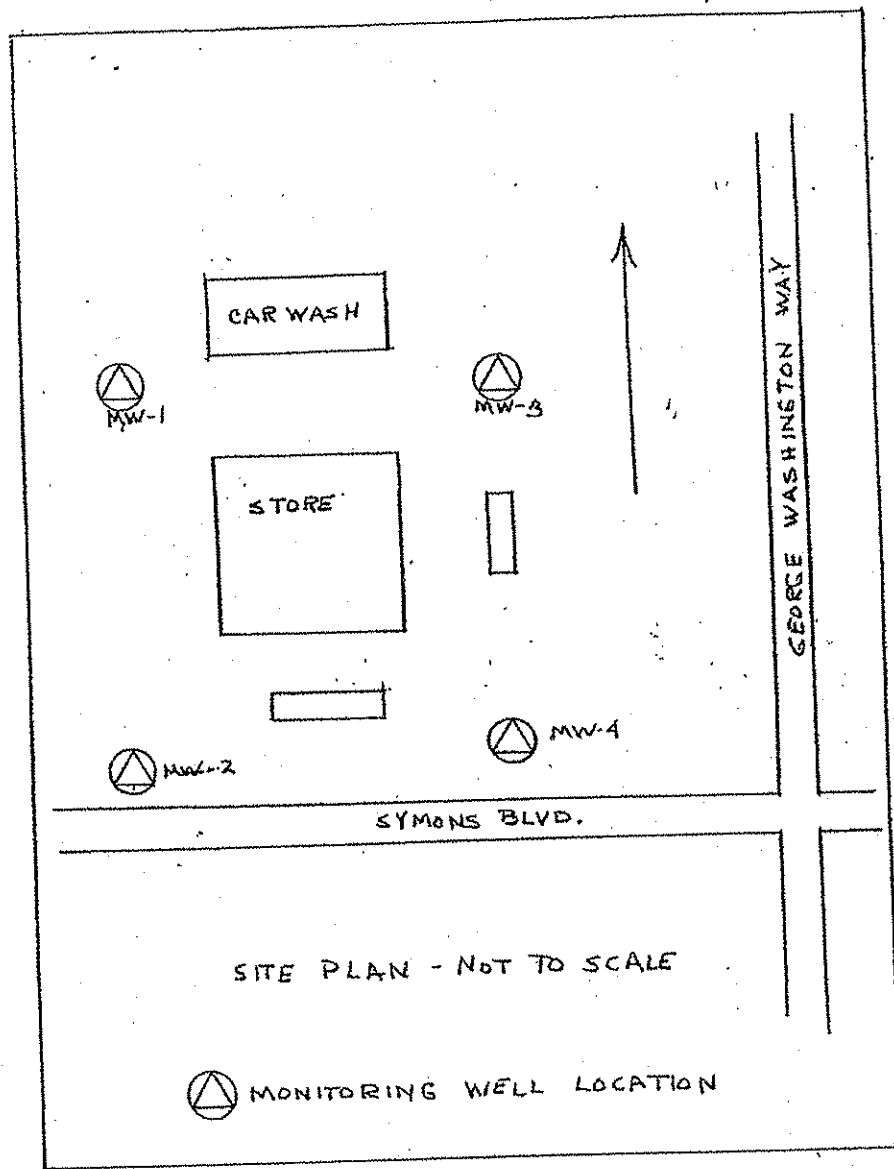 CAR WASH
MW-1
MW-3
STORE
GEORGE WASHINGTON WAY
MW-2
MW-4
SYMONS BLVD.
SITE PLAN - NOT TO SCALE
MONITORING WELL LOCATION